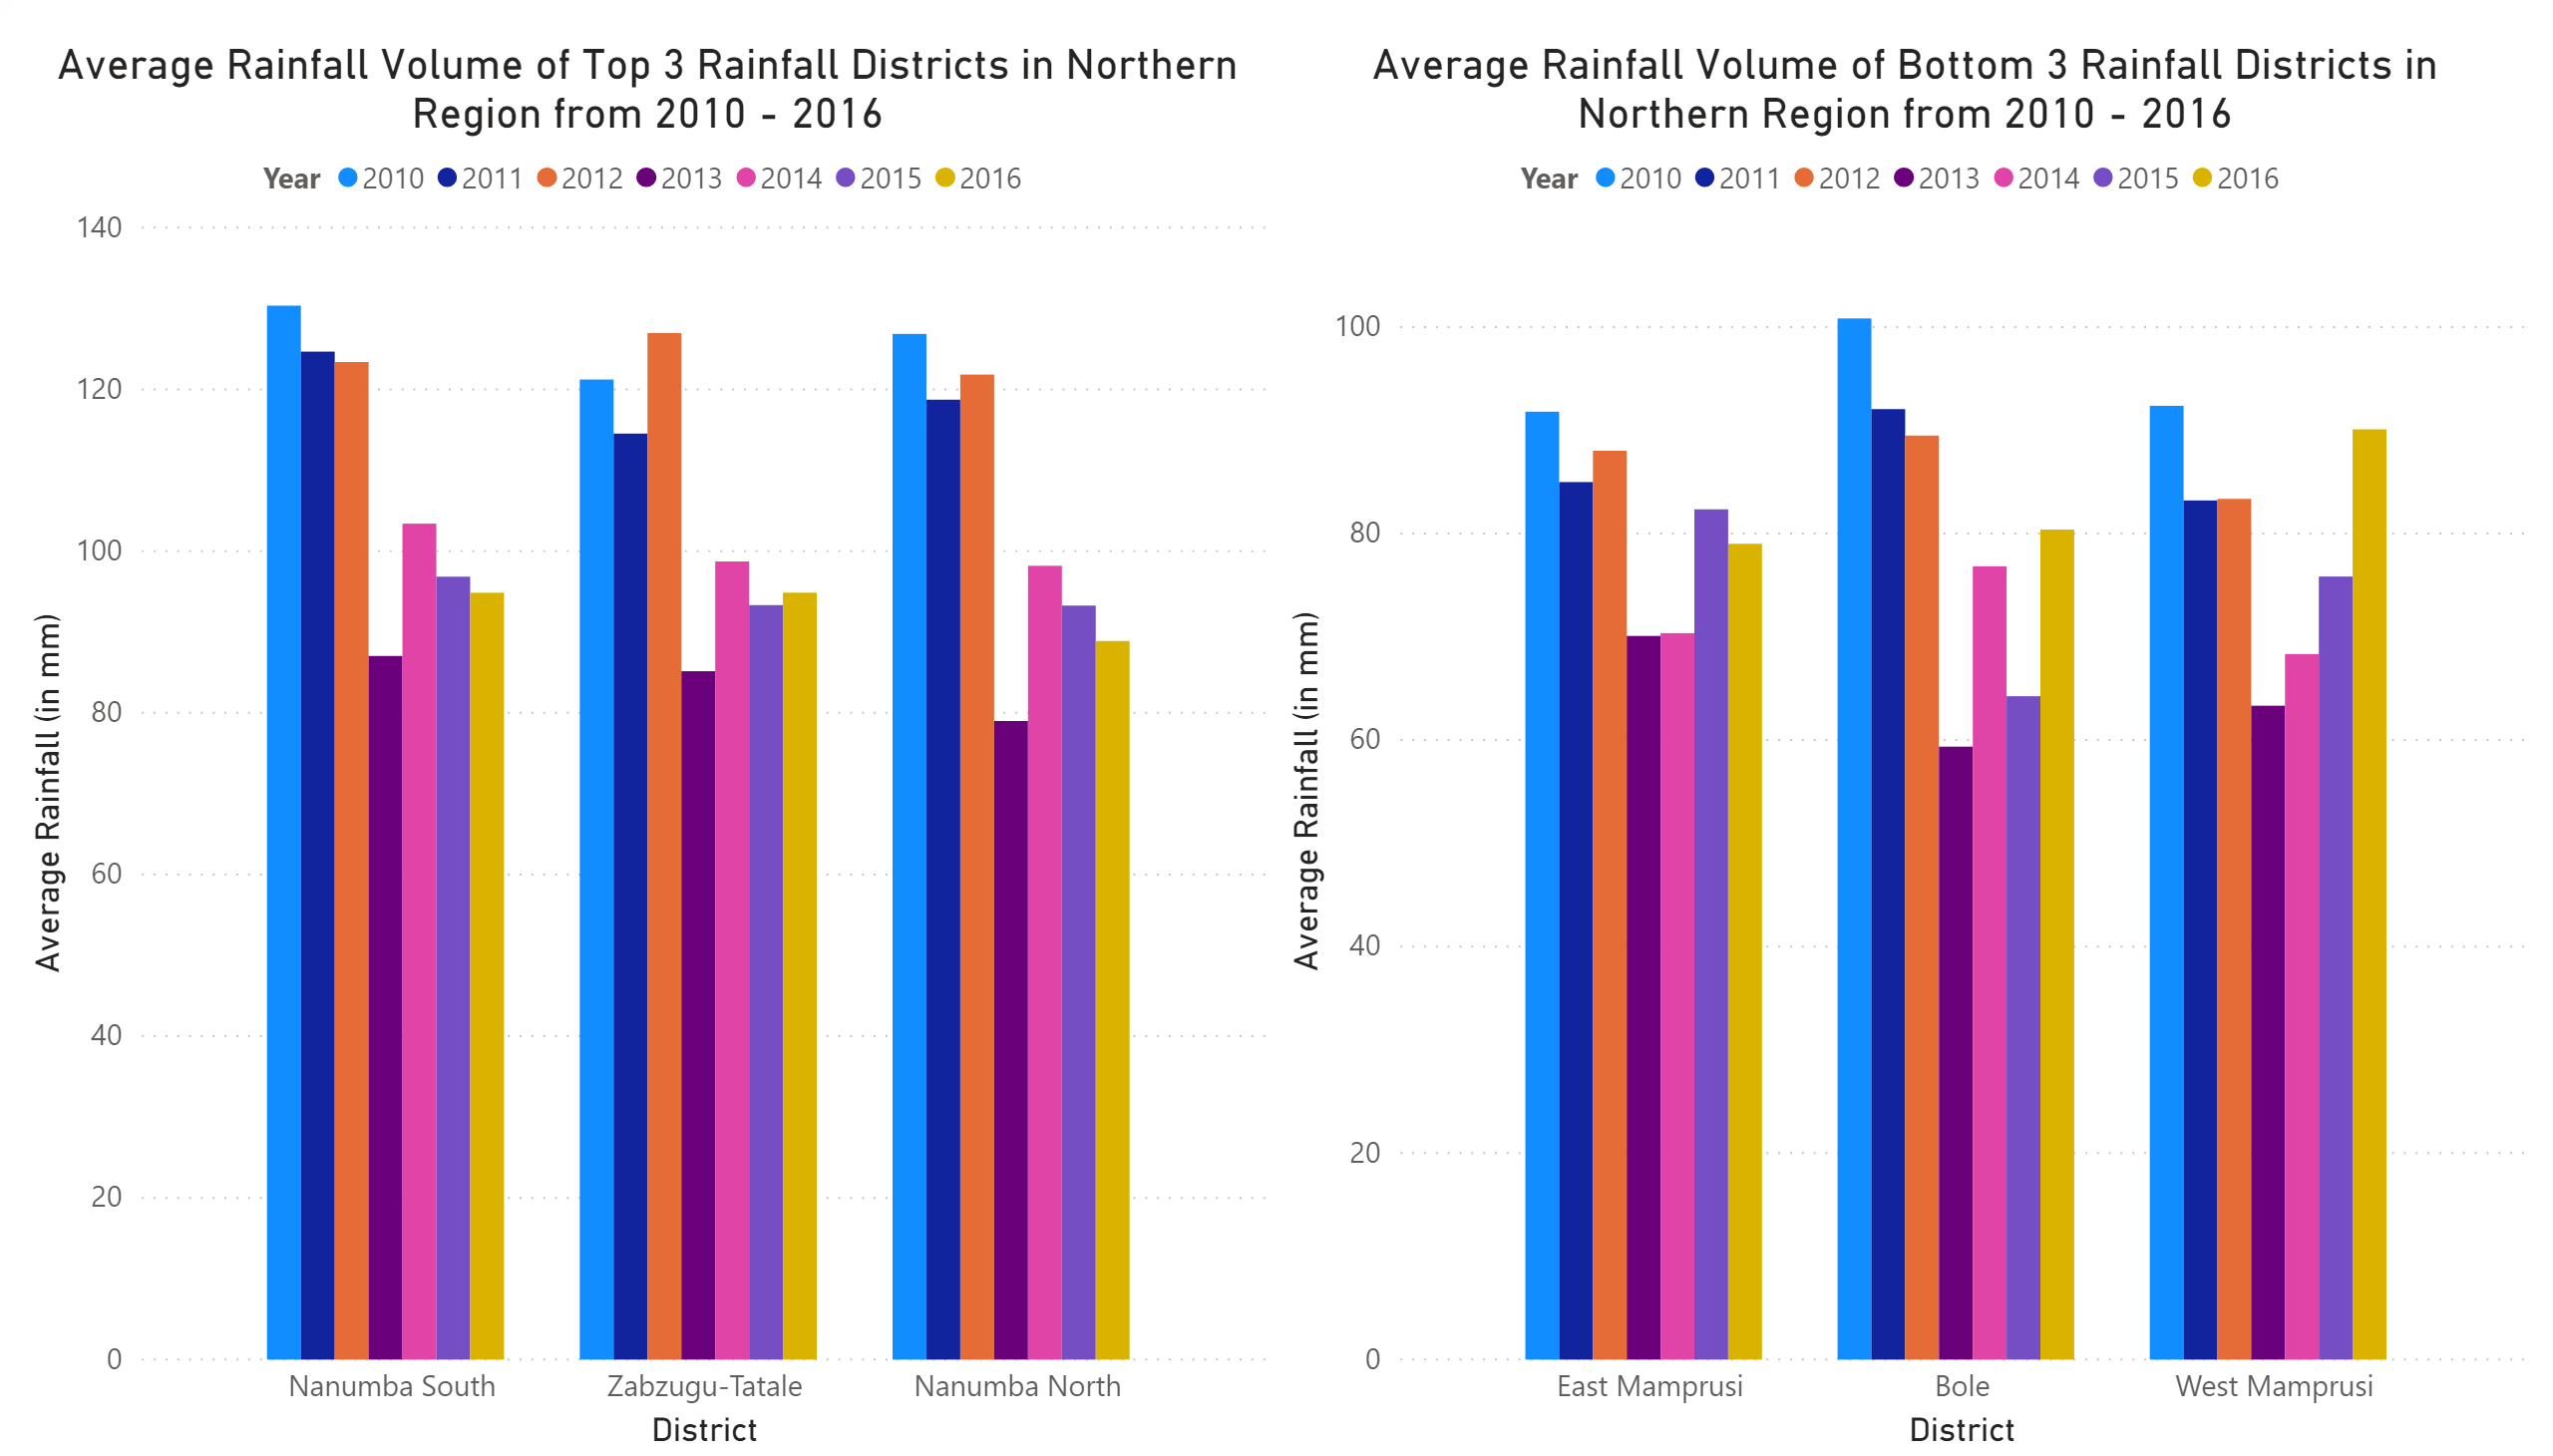 Average Rainfall Volume of Top 3 Rainfall Districts in Northern
Region from 2010 - 2016
Year 2010 2011 2012 2013 2014 2015 2016
140
120
100
80
60
40
20
0
Average Rainfall (in mm)
Nanumba South Zabzugu-Tatale Nanumba North
District
Average Rainfall Volume of Bottom 3 Rainfall Districts in
Northern Region from 2010 - 2016
Year 2010 2011 2012 2013 2014 2015 2016
100
80
60
40
20
0
Average Rainfall (in mm)
East Mamprusi Bole West Mamprusi
District